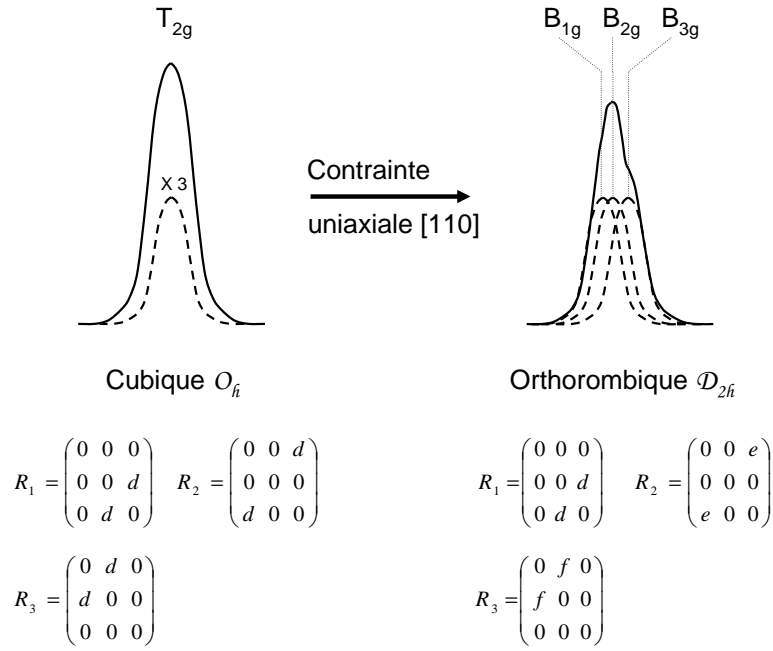 T2g B1g B2g B3g
X 3
Contrainte
uniaxiale [110]
Cubique Oh Orthorombique D2h
R1 = (0 0 0 / 0 0 d / 0 d 0) R2 = (0 0 d / 0 0 0 / d 0 0) R1 = (0 0 0 / 0 0 d / 0 d 0) R2 = (0 0 e / 0 0 0 / e 0 0)
R3 = (0 d 0 / d 0 0 / 0 0 0) R3 = (0 f 0 / f 0 0 / 0 0 0)